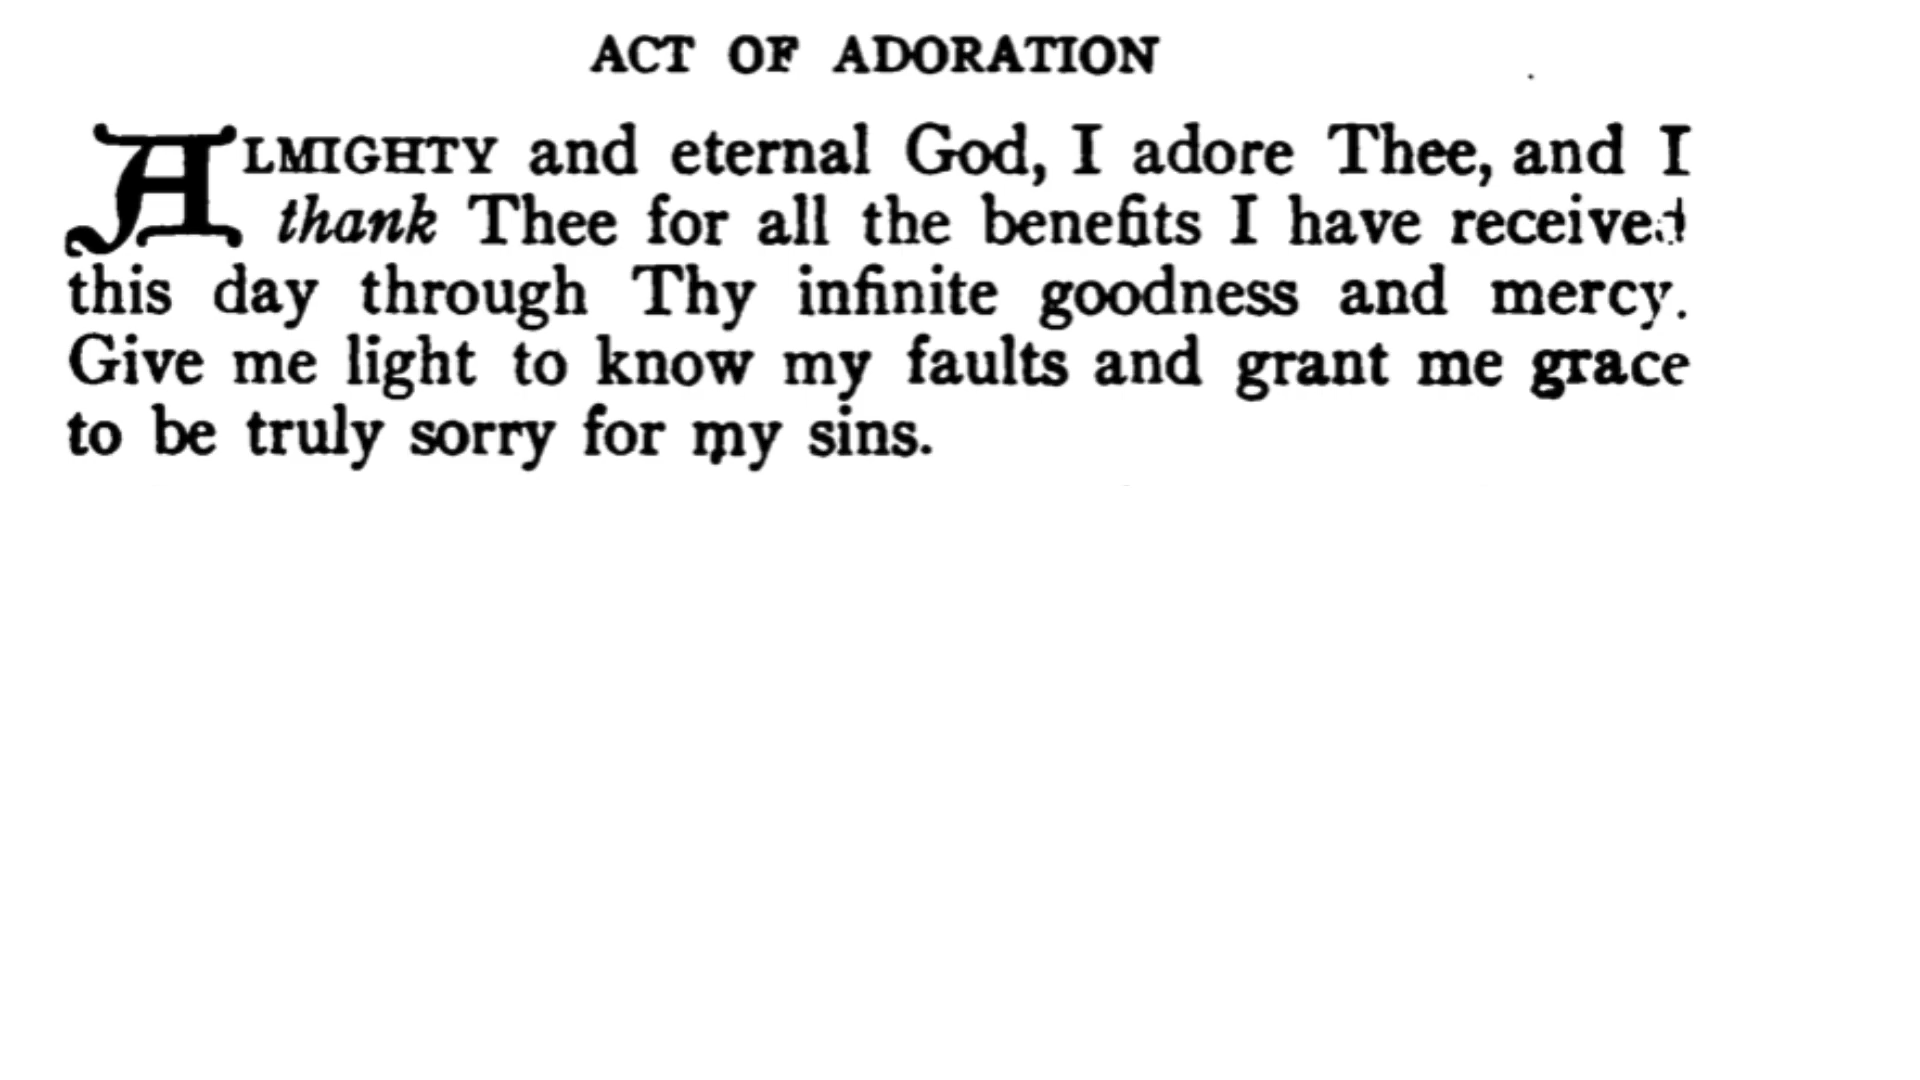 ACT OF ADORATION
ALMIGHTY and eternal God, I adore Thee, and I
thank Thee for all the benefits I have received
this day through Thy infinite goodness and mercy.
Give me light to know my faults and grant me grace
to be truly sorry for my sins.